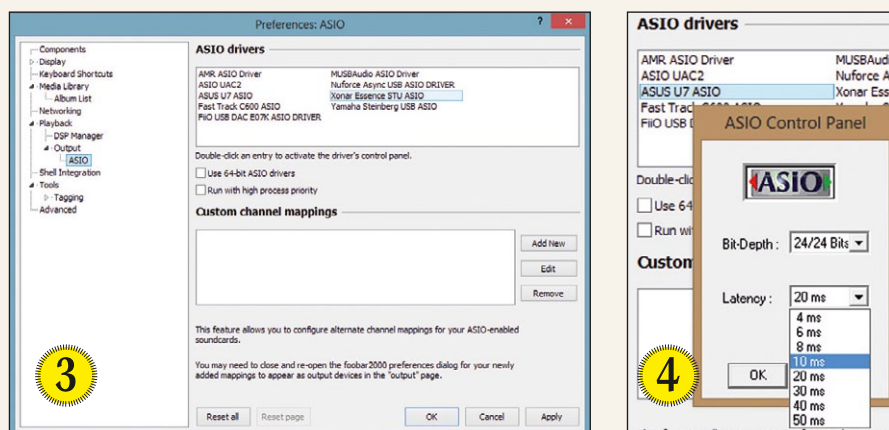 Preferences: ASIO
?
×
Components
Display
Keyboard Shortcuts
Media Library
Album List
Networking
Playback
DSP Manager
Output
ASIO
Shell Integration
Tools
Tagging
Advanced
ASIO drivers
AMR ASIO Driver
ASIO UAC2
ASUS U7 ASIO
Fast Track C600 ASIO
FiiO USB DAC E07K ASIO DRIVER
MUSBAudio ASIO Driver
Nuforce Async USB ASIO DRIVER
Xonar Essence STU ASIO
Yamaha Steinberg USB ASIO
Double-click an entry to activate the driver's control panel.
Use 64-bit ASIO drivers
Run with high process priority
Custom channel mappings
Add New
Edit
Remove
This feature allows you to configure alternate channel mappings for your ASIO-enabled
soundcards.
You may need to close and re-open the foobar2000 preferences dialog for your newly
added mappings to appear as output devices in the "output" page.
Reset all
Reset page
OK
Cancel
Apply
3
ASIO drivers
AMR ASIO Driver
ASIO UAC2
ASUS U7 ASIO
Fast Trac
FiiO USB
MUSBAudi
Nuforce A
Xonar Ess
Double-clic
Use 64
Run wi
Custom
ASIO Control Panel
ASIO
Bit-Depth : 24/24 Bits
Latency : 20 ms
4 ms
6 ms
8 ms
10 ms
20 ms
30 ms
40 ms
50 ms
OK
4